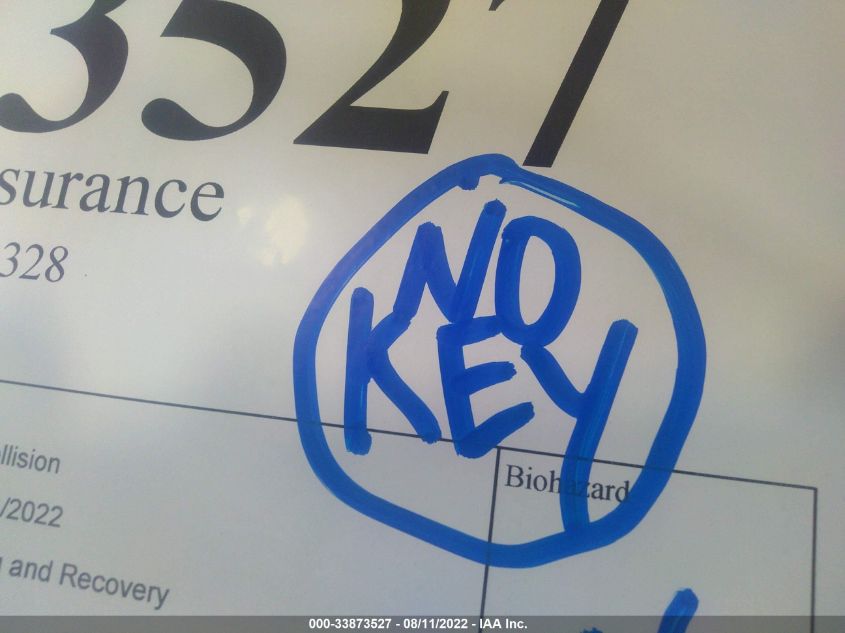 3527
surance
328
NO
KEY
llision
Biohazard
/2022
and Recovery
000-33873527 - 08/11/2022 - IAA Inc.